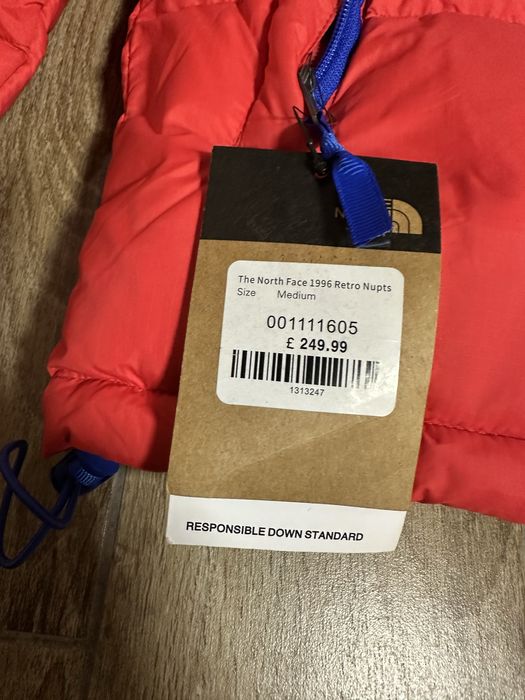 The North Face 1996 Retro Nupts
Size Medium
001111605
£ 249.99
1313247
RESPONSIBLE DOWN STANDARD